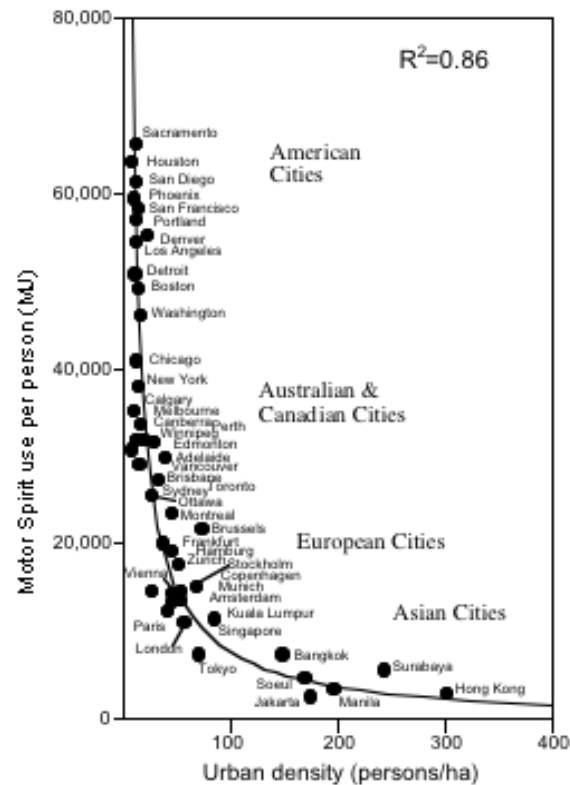 80,000
R²=0.86
Sacramento
American
Cities
Houston
San Diego
60,000
Phoenix
San Francisco
Portland
Denver
Los Angeles
Detroit
Boston
Washington
40,000
Chicago
New York
Australian &
Canadian Cities
Calgary
Melbourne
Canberra
Perth
Winnipeg
Edmonton
Adelaide
Vancouver
Brisbane
Toronto
Sydney
Ottawa
Montreal
20,000
Brussels
European Cities
Frankfurt
Hamburg
Zurich
Stockholm
Vienna
Copenhagen
Munich
Amsterdam
Asian Cities
Kuala Lumpur
Paris
Singapore
London
Tokyo
Bangkok
Surabaya
Soeul
Hong Kong
Jakarta
Manila
0
100
200
300
400
Urban density (persons/ha)
Motor Spirit use per person (MJ)